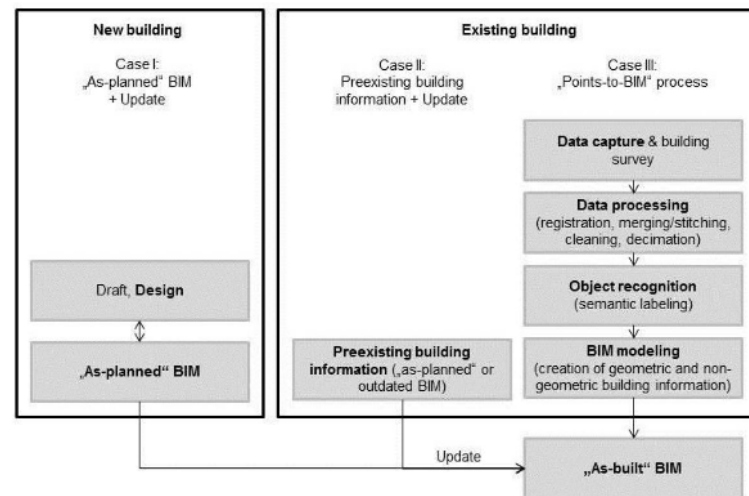 New building
Case I:
„As-planned“ BIM
+ Update
Draft, Design
„As-planned“ BIM
Existing building
Case II:
Preexisting building
information + Update
Preexisting building
information („as-planned“ or
outdated BIM)
Case III:
„Points-to-BIM“ process
Data capture & building
survey
Data processing
(registration, merging/stitching,
cleaning, decimation)
Object recognition
(semantic labeling)
BIM modeling
(creation of geometric and non-
geometric building information)
Update
„As-built“ BIM